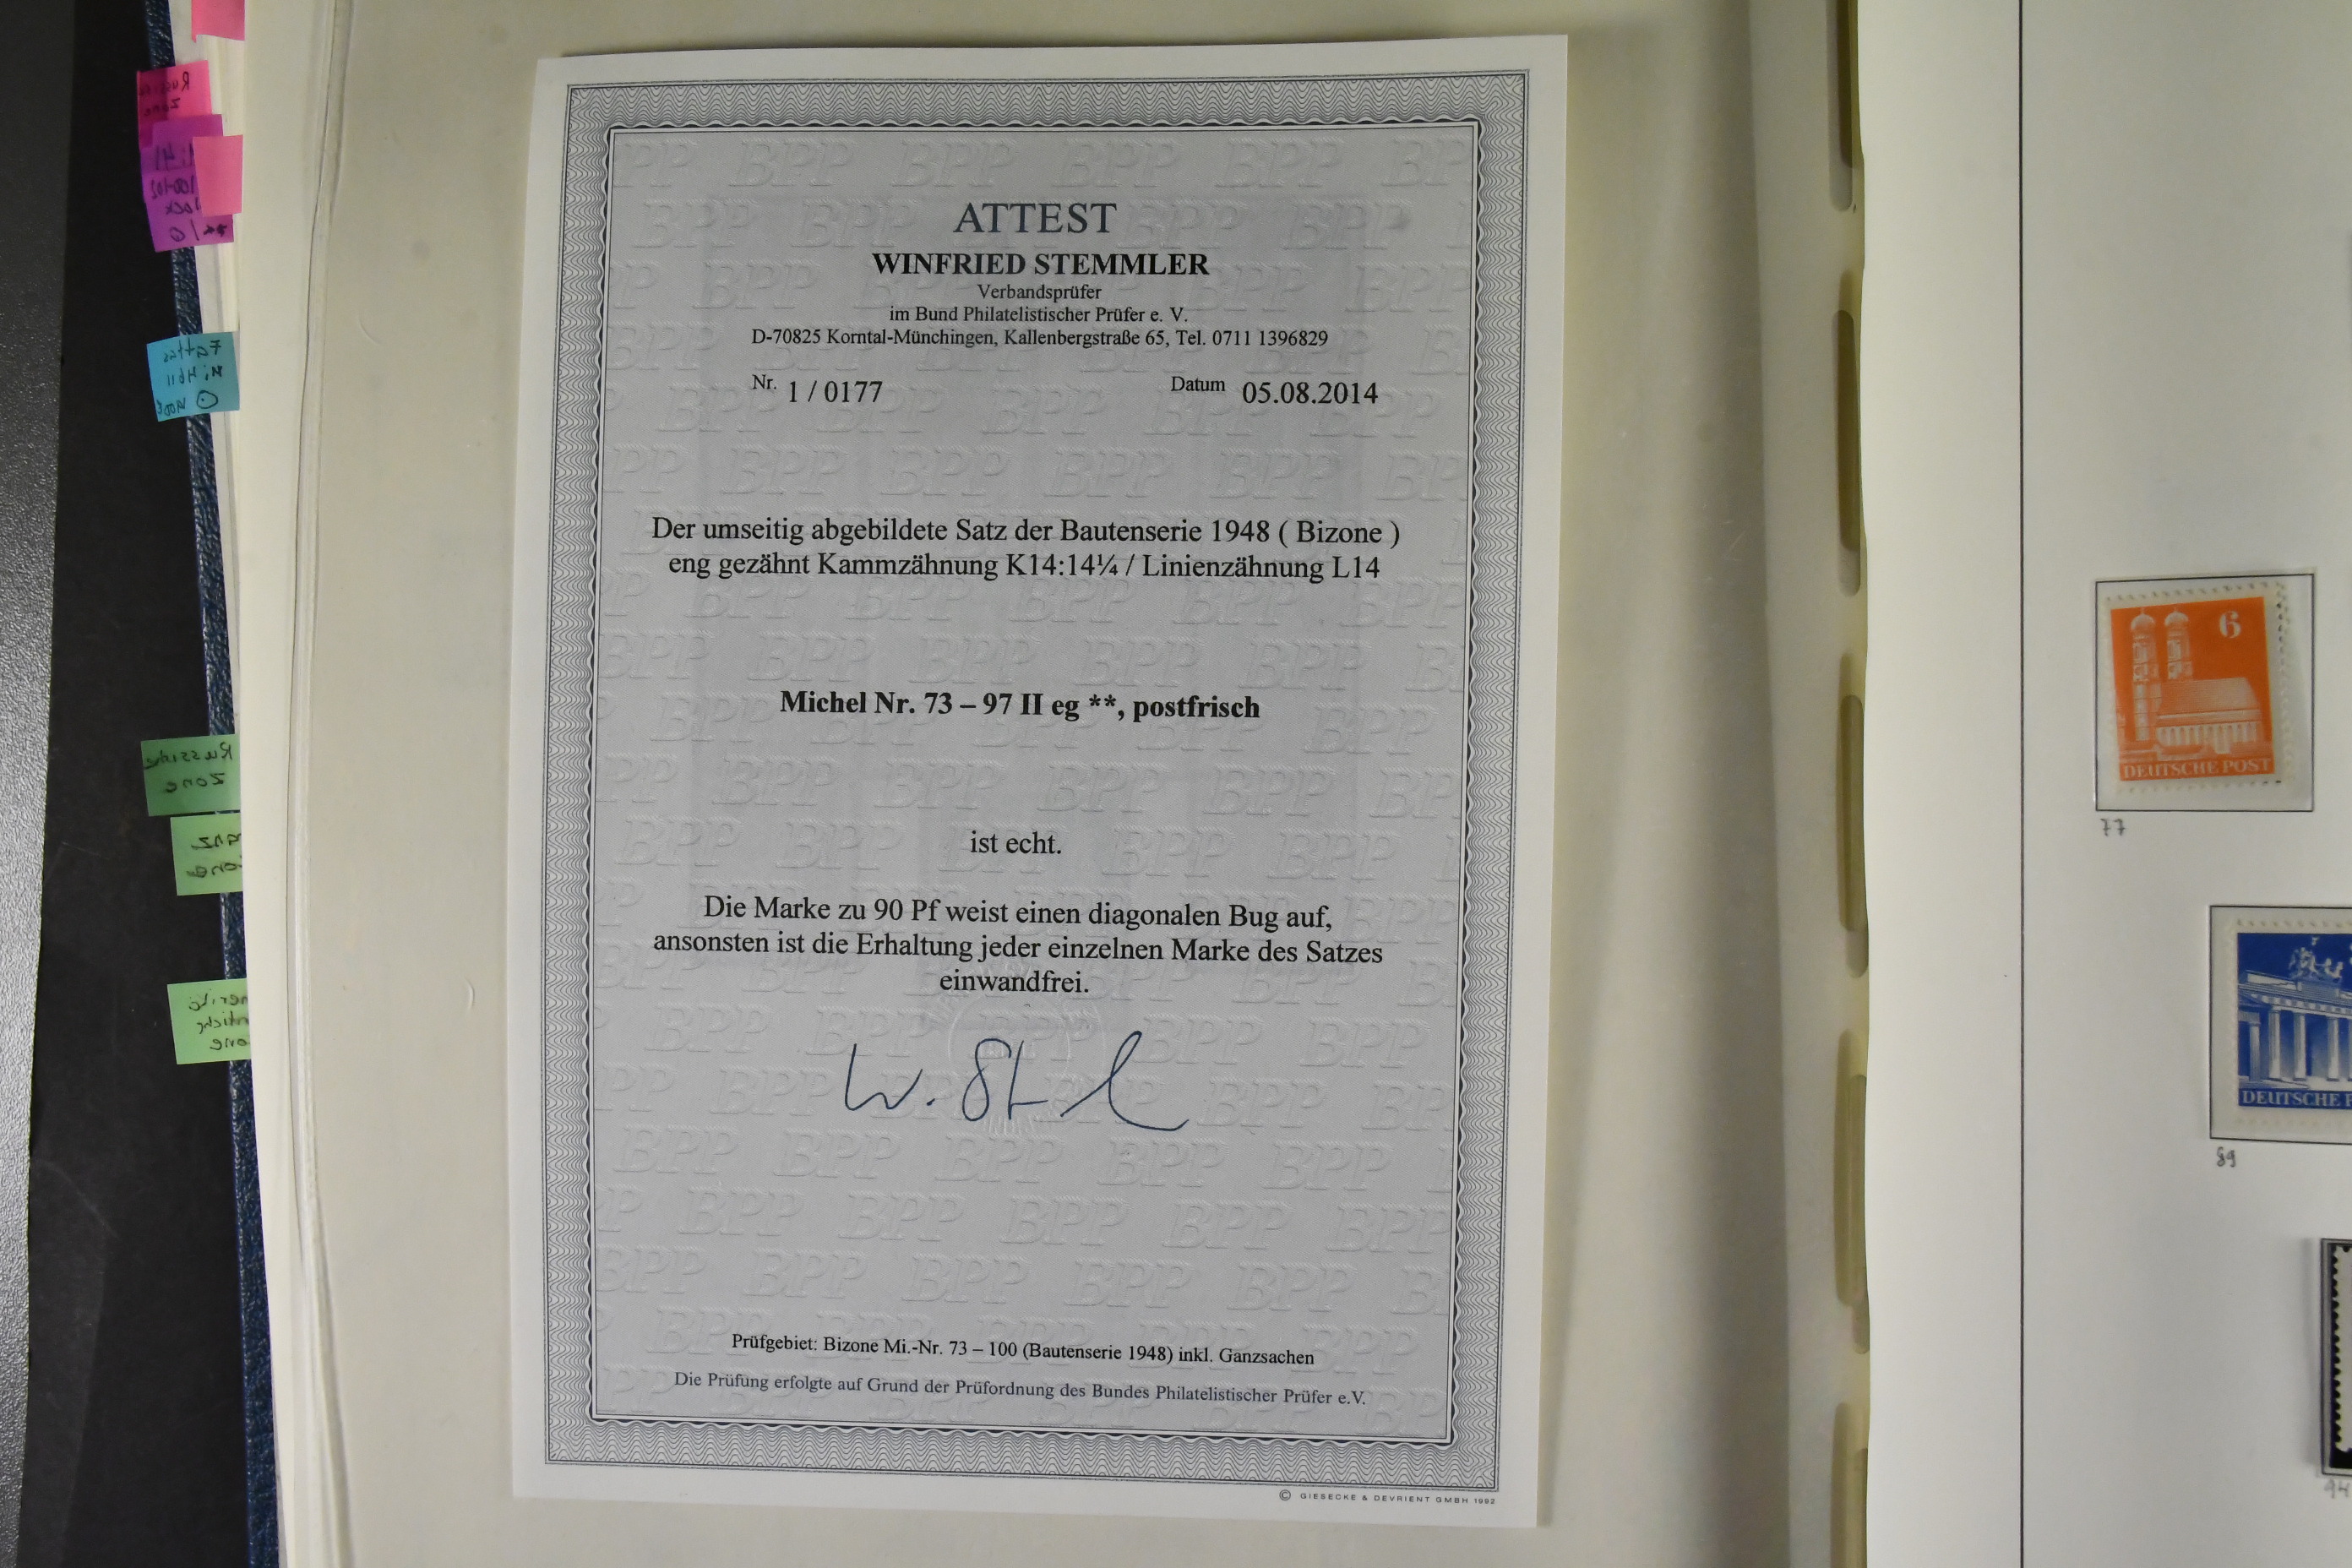 ATTEST
WINFRIED STEMMLER
Verbandsprüfer
im Bund Philatelistischer Prüfer e. V.
D-70825 Korntal-Münchingen, Kallenbergstraße 65, Tel. 0711 1396829
Nr. 1 / 0177 Datum 05.08.2014
Der umseitig abgebildete Satz der Bautenserie 1948 ( Bizone )
eng gezähnt Kammzähnung K14:14¼ / Linienzähnung L14
Michel Nr. 73 – 97 II eg **, postfrisch
ist echt.
Die Marke zu 90 Pf weist einen diagonalen Bug auf,
ansonsten ist die Erhaltung jeder einzelnen Marke des Satzes
einwandfrei.
W. St
Prüfgebiet: Bizone Mi.-Nr. 73 – 100 (Bautenserie 1948) inkl. Ganzsachen
Die Prüfung erfolgte auf Grund der Prüfordnung des Bundes Philatelistischer Prüfer e.V.
© GIESECKE & DEVRIENT GMBH 1992
BPP
6
DEUTSCHE POST
77
DEUTSCHE P
89
94
Russische
Zone